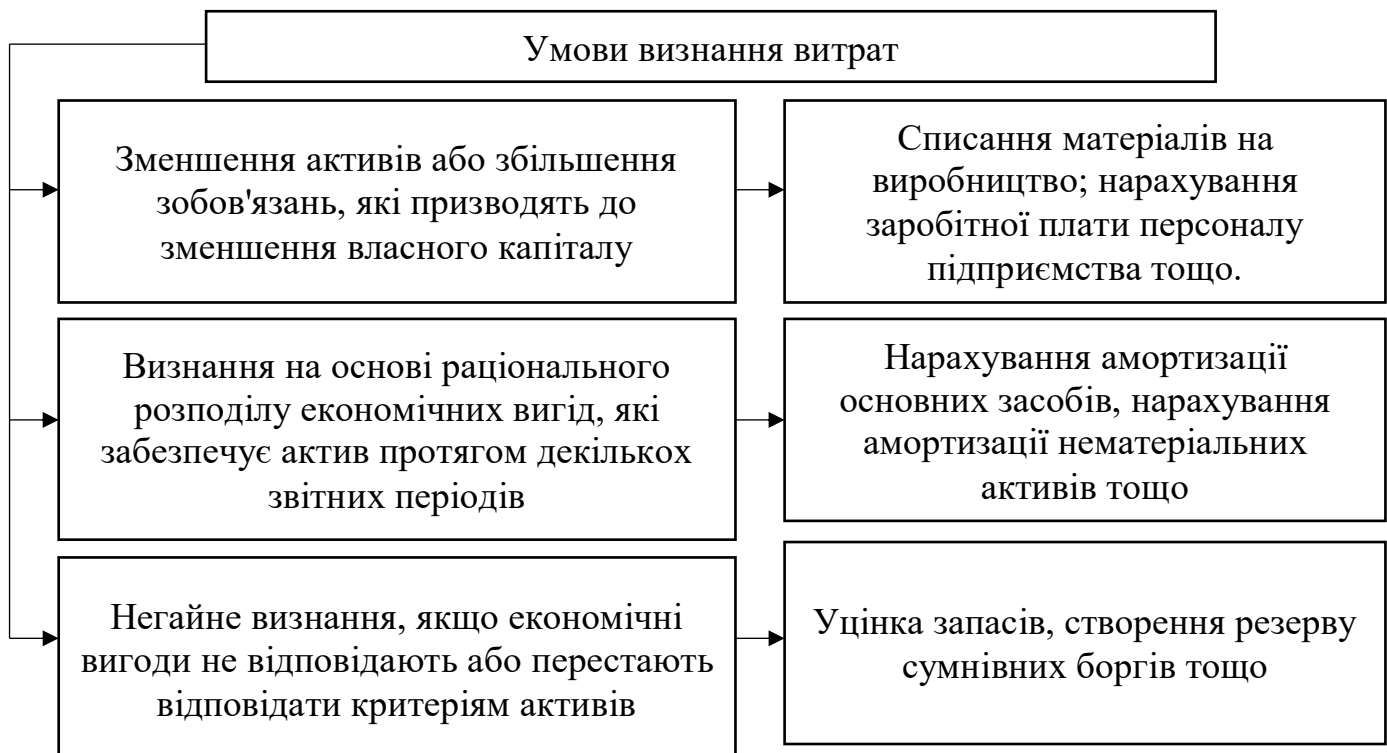 Умови визнання витрат
Зменшення активів або збільшення
зобов'язань, які призводять до
зменшення власного капіталу
Списання матеріалів на
виробництво; нарахування
заробітної плати персоналу
підприємства тощо.
Визнання на основі раціонального
розподілу економічних вигід, які
забезпечує актив протягом декількох
звітних періодів
Нарахування амортизації
основних засобів, нарахування
амортизації нематеріальних
активів тощо
Негайне визнання, якщо економічні
вигоди не відповідають або перестають
відповідати критеріям активів
Уцінка запасів, створення резерву
сумнівних боргів тощо